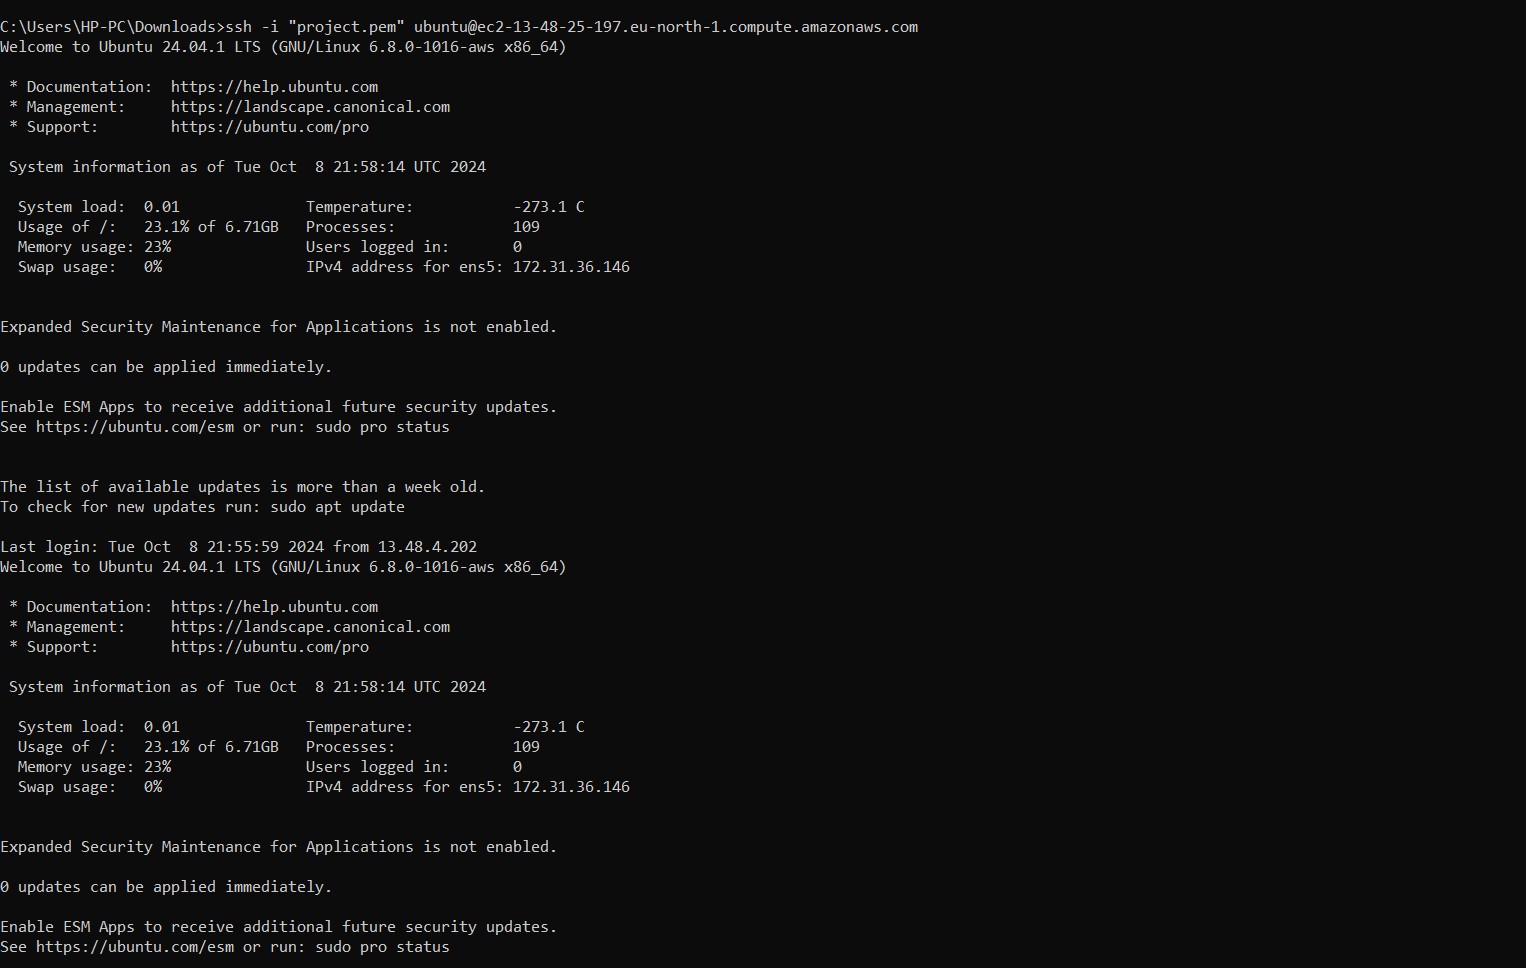 C:\Users\HP-PC\Downloads>ssh -i "project.pem" ubuntu@ec2-13-48-25-197.eu-north-1.compute.amazonaws.com
Welcome to Ubuntu 24.04.1 LTS (GNU/Linux 6.8.0-1016-aws x86_64)

 * Documentation:  https://help.ubuntu.com
 * Management:     https://landscape.canonical.com
 * Support:        https://ubuntu.com/pro

 System information as of Tue Oct  8 21:58:14 UTC 2024

  System load:  0.01              Temperature:           -273.1 C
  Usage of /:   23.1% of 6.71GB   Processes:             109
  Memory usage: 23%               Users logged in:       0
  Swap usage:   0%                IPv4 address for ens5: 172.31.36.146


Expanded Security Maintenance for Applications is not enabled.

0 updates can be applied immediately.

Enable ESM Apps to receive additional future security updates.
See https://ubuntu.com/esm or run: sudo pro status


The list of available updates is more than a week old.
To check for new updates run: sudo apt update

Last login: Tue Oct  8 21:55:59 2024 from 13.48.4.202
Welcome to Ubuntu 24.04.1 LTS (GNU/Linux 6.8.0-1016-aws x86_64)

 * Documentation:  https://help.ubuntu.com
 * Management:     https://landscape.canonical.com
 * Support:        https://ubuntu.com/pro

 System information as of Tue Oct  8 21:58:14 UTC 2024

  System load:  0.01              Temperature:           -273.1 C
  Usage of /:   23.1% of 6.71GB   Processes:             109
  Memory usage: 23%               Users logged in:       0
  Swap usage:   0%                IPv4 address for ens5: 172.31.36.146


Expanded Security Maintenance for Applications is not enabled.

0 updates can be applied immediately.

Enable ESM Apps to receive additional future security updates.
See https://ubuntu.com/esm or run: sudo pro status